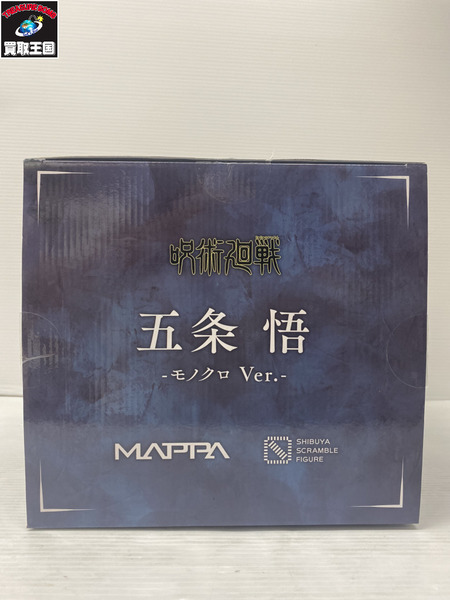 買取王国
呪術廻戦
五条 悟
-モノクロ Ver.-
MAPPA
SHIBUYA
SCRAMBLE
FIGURE